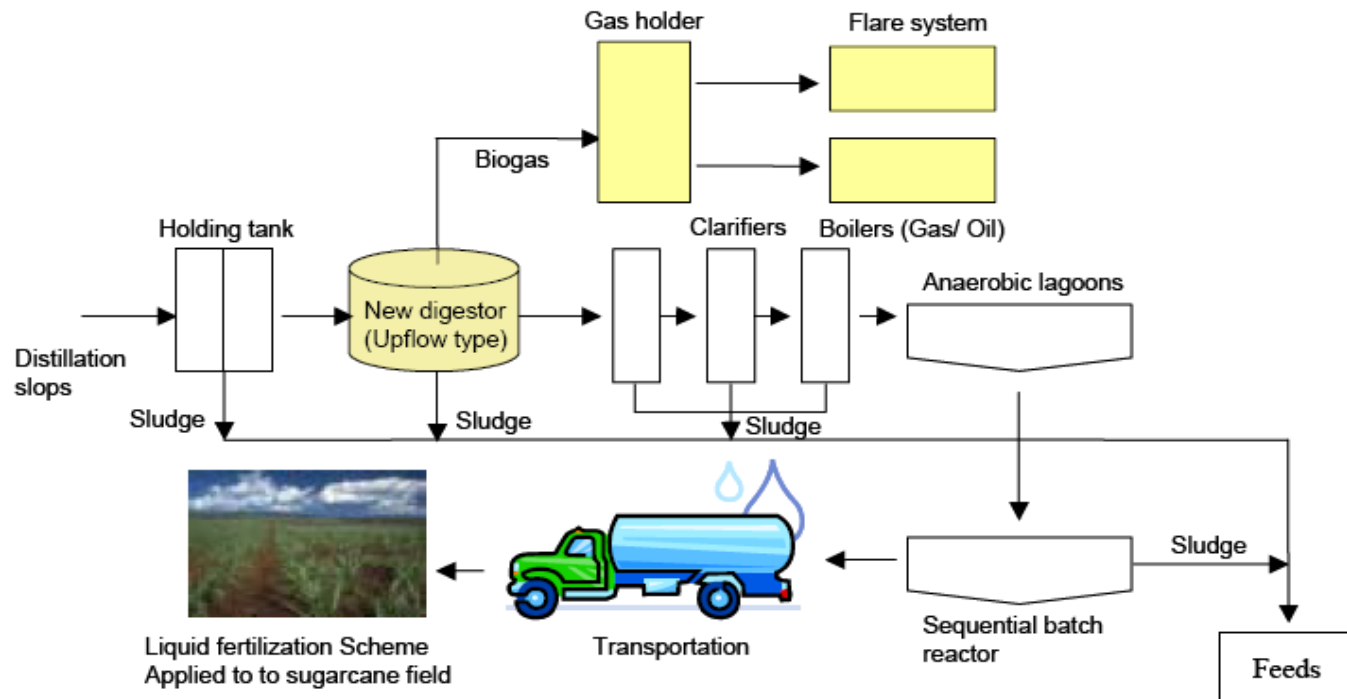 Gas holder
Flare system
Biogas
Holding tank
Clarifiers
Boilers (Gas/ Oil)
New digestor
(Upflow type)
Anaerobic lagoons
Distillation
slops
Sludge
Sludge
Sludge
Sludge
Liquid fertilization Scheme
Applied to to sugarcane field
Transportation
Sequential batch
reactor
Feeds